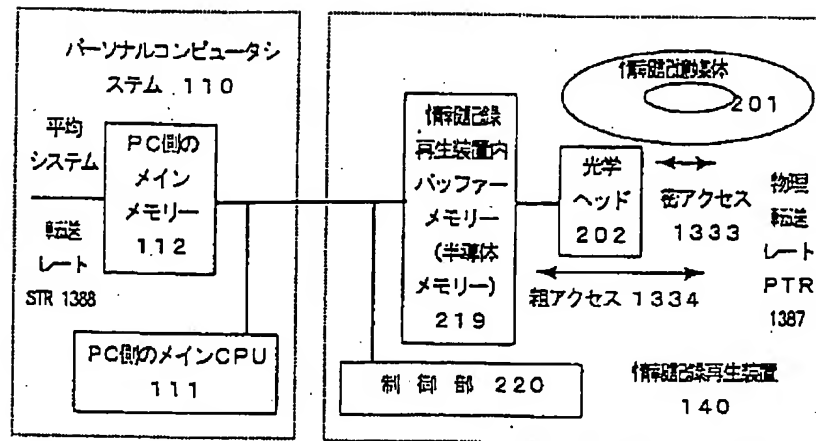 パーソナルコンピュータシ
ステム 110
平均
システム
転送
レート
STR 1388
PC側の
メイン
メモリー
112
PC側のメインCPU
111
情報記録
再生装置内
バッファー
メモリー
(半導体
メモリー)
219
制 御 部 220
光学
ヘッド
202
情報記憶媒体
201
密アクセス
1333
粗アクセス 1334
物理
転送
レート
PTR
1387
情報記録再生装置
140